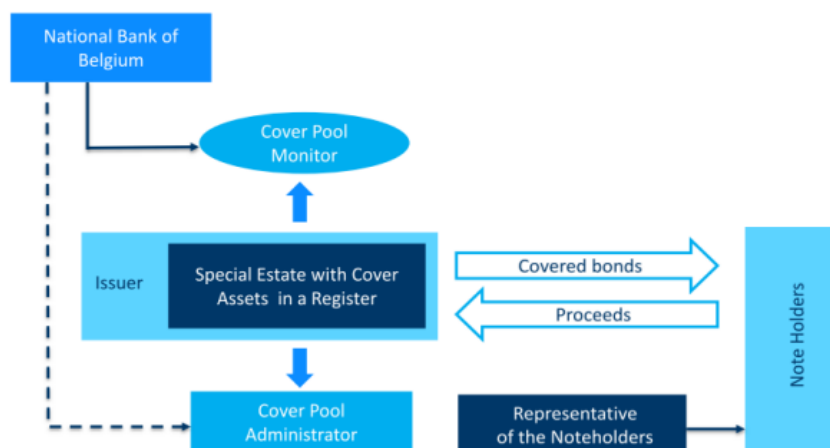 National Bank of
Belgium
Cover Pool
Monitor
Issuer
Special Estate with Cover
Assets in a Register
Covered bonds
Proceeds
Note Holders
Cover Pool
Administrator
Representative
of the Noteholders